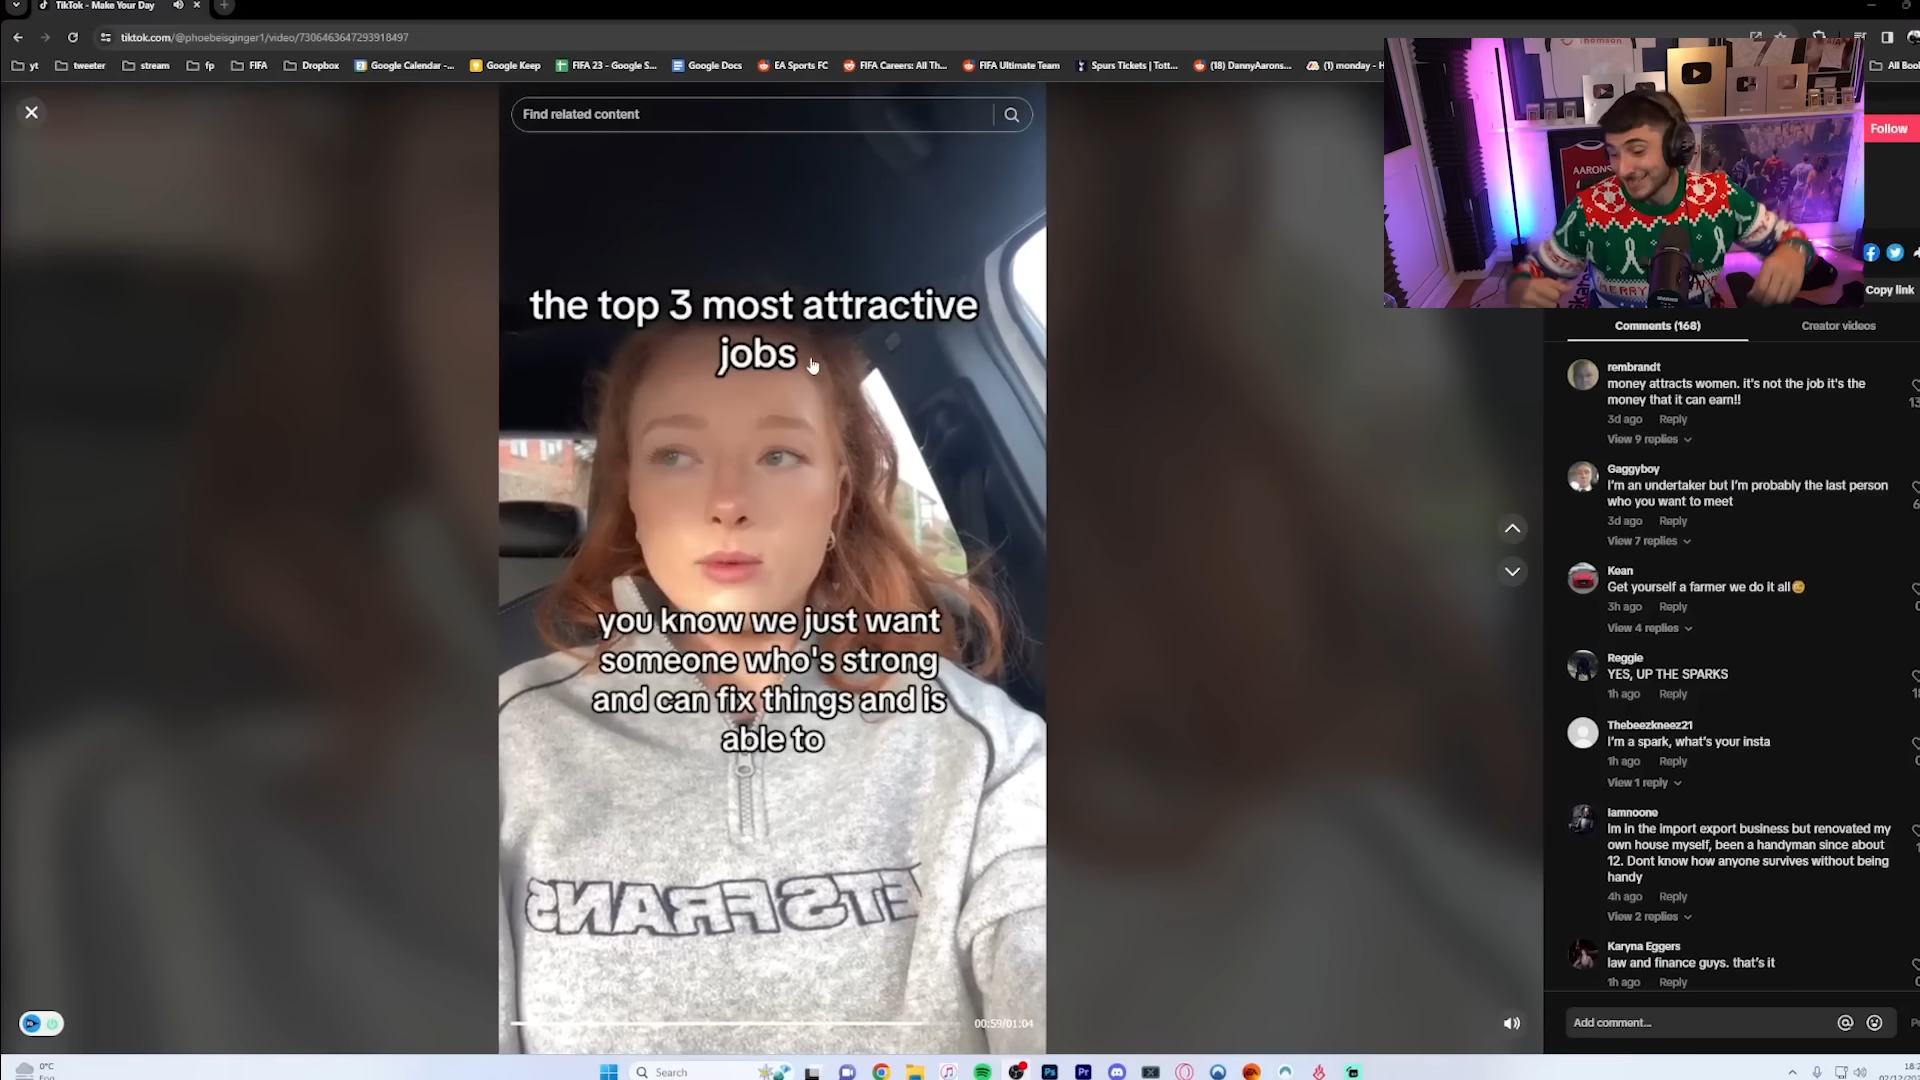 TikTok - Make Your Day
tiktok.com/@phoebeisginger1/video/7306463647293918497
yt
tweeter
stream
fp
FIFA
Dropbox
Google Calendar -...
Google Keep
FIFA 23 - Google S...
Google Docs
EA Sports FC
FIFA Careers: All Th...
FIFA Ultimate Team
Spurs Tickets | Tott...
(18) DannyAarons...
(1) monday - H
All Book
Find related content
the top 3 most attractive
jobs
you know we just want
someone who's strong
and can fix things and is
able to
ETS FRANS
00:59/01:04
AARONS
Follow
Copy link
Comments (168)
Creator videos
rembrandt
money attracts women. it's not the job it's the
money that it can earn!!
3d ago Reply
View 9 replies
Gaggyboy
I'm an undertaker but I'm probably the last person
who you want to meet
3d ago Reply
View 7 replies
Kean
Get yourself a farmer we do it all
3h ago Reply
View 4 replies
Reggie
YES, UP THE SPARKS
1h ago Reply
Thebeezkneez21
I'm a spark, what's your insta
1h ago Reply
View 1 reply
Iamnoone
Im in the import export business but renovated my
own house myself, been a handyman since about
12. Dont know how anyone survives without being
handy
4h ago Reply
View 2 replies
Karyna Eggers
law and finance guys. that's it
1h ago Reply
Add comment...
0°C
Fog
Search